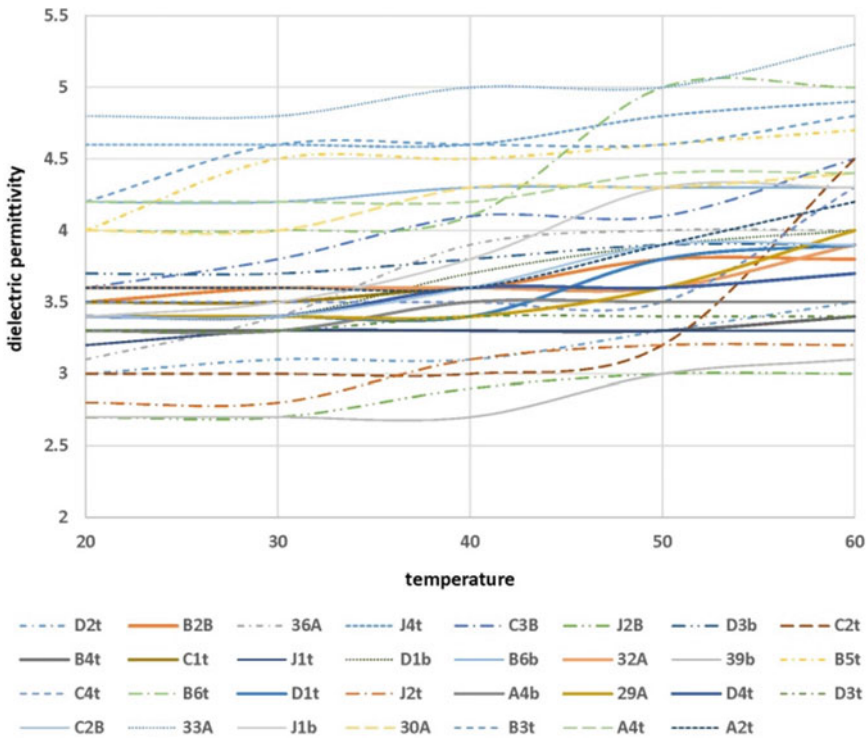 5.5
5
4.5
4
3.5
3
2.5
2
dielectric permittivity
20 30 40 50 60
temperature
D2t B2B 36A J4t C3B J2B D3b C2t
B4t C1t J1t D1b B6b 32A 39b B5t
C4t B6t D1t J2t A4b 29A D4t D3t
C2B 33A J1b 30A B3t A4t A2t